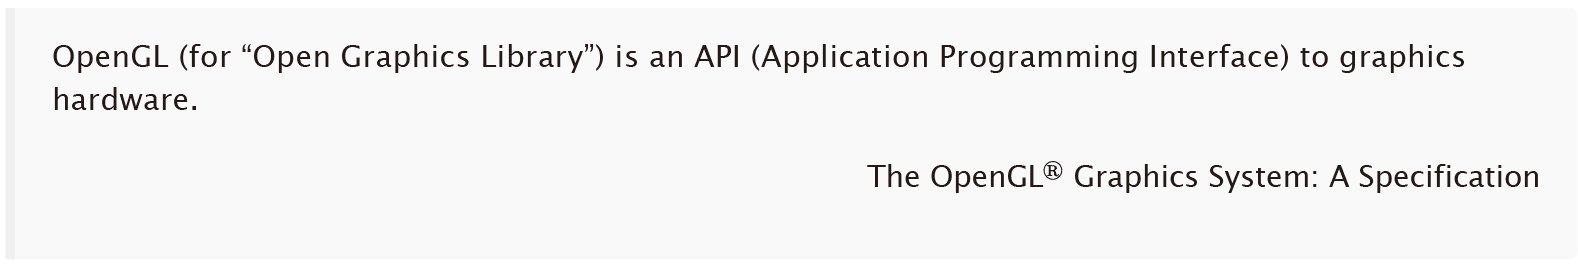 OpenGL (for “Open Graphics Library”) is an API (Application Programming Interface) to graphics
hardware.
The OpenGL® Graphics System: A Specification